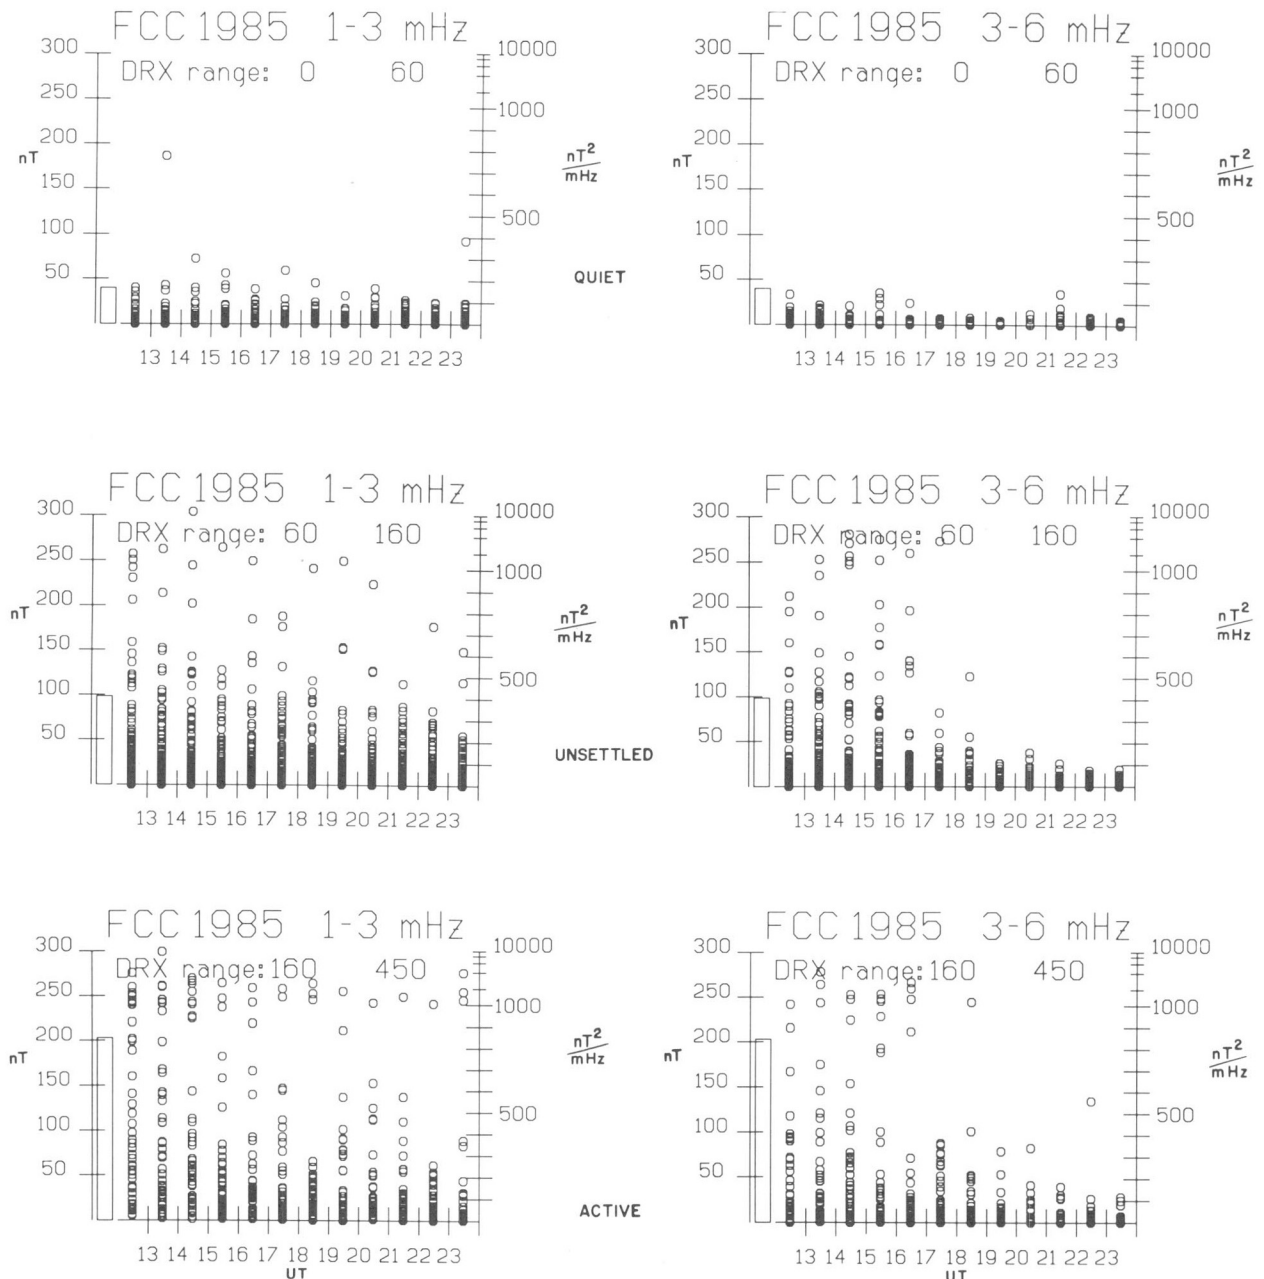 FCC 1985 1-3 mHz
DRX range: 0 60
300
250
200
150
100
50
nT
10000
1000
500
nT²/mHz
13 14 15 16 17 18 19 20 21 22 23
FCC 1985 3-6 mHz
DRX range: 0 60
300
250
200
150
100
50
nT
10000
1000
500
nT²/mHz
13 14 15 16 17 18 19 20 21 22 23
QUIET
FCC 1985 1-3 mHz
DRX range: 60 160
300
250
200
150
100
50
nT
10000
1000
500
nT²/mHz
13 14 15 16 17 18 19 20 21 22 23
FCC 1985 3-6 mHz
DRX range: 60 160
300
250
200
150
100
50
nT
10000
1000
500
nT²/mHz
13 14 15 16 17 18 19 20 21 22 23
UNSETTLED
FCC 1985 1-3 mHz
DRX range: 160 450
300
250
200
150
100
50
nT
10000
1000
500
nT²/mHz
13 14 15 16 17 18 19 20 21 22 23
UT
FCC 1985 3-6 mHz
DRX range: 160 450
300
250
200
150
100
50
nT
10000
1000
500
nT²/mHz
13 14 15 16 17 18 19 20 21 22 23
UT
ACTIVE